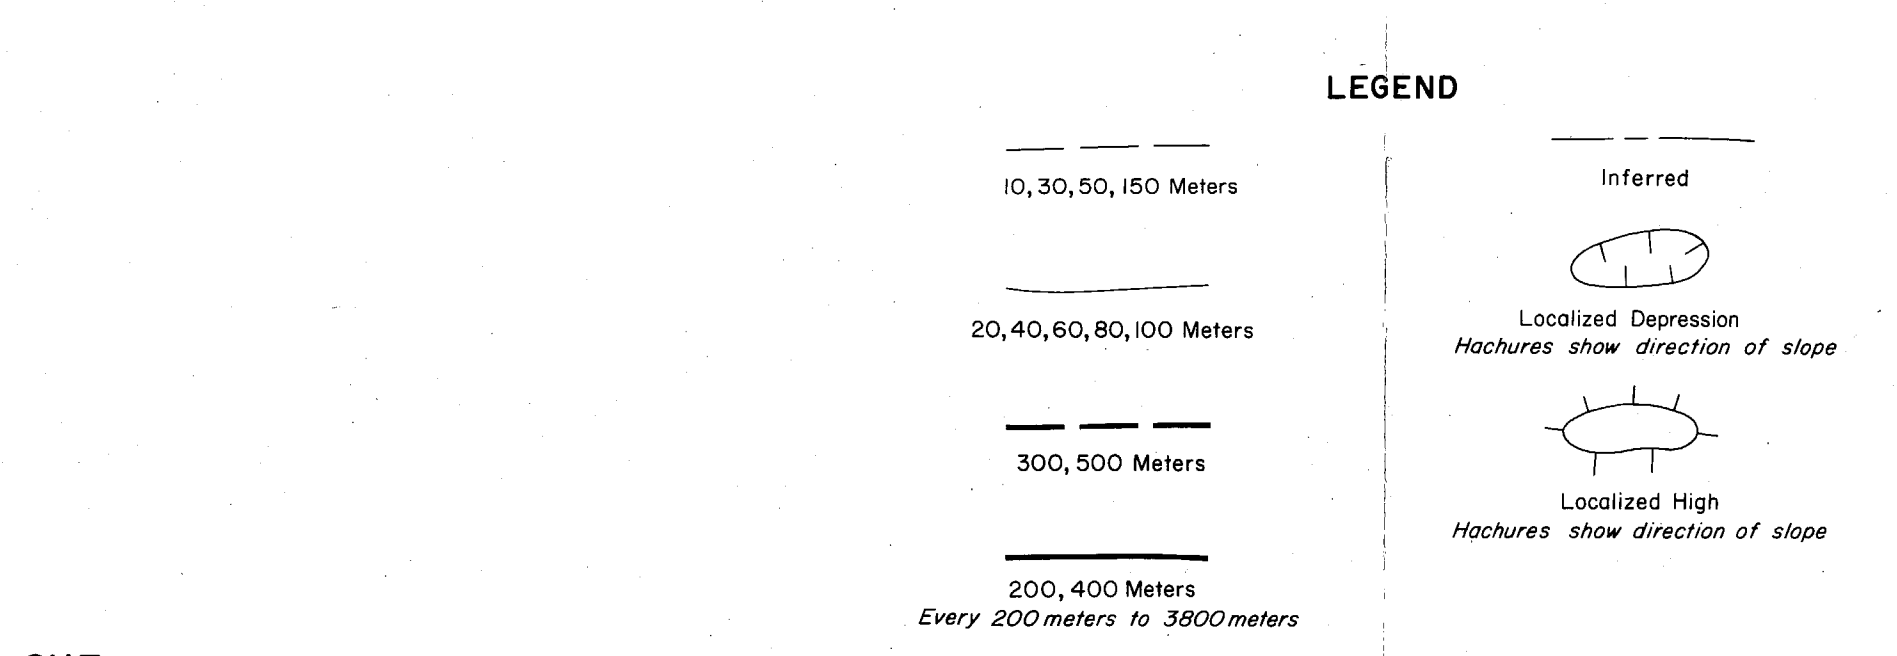 LEGEND
10, 30, 50, 150 Meters
20, 40, 60, 80, 100 Meters
300, 500 Meters
200, 400 Meters
Every 200 meters to 3800 meters
Inferred
Localized Depression
Hachures show direction of slope
Localized High
Hachures show direction of slope